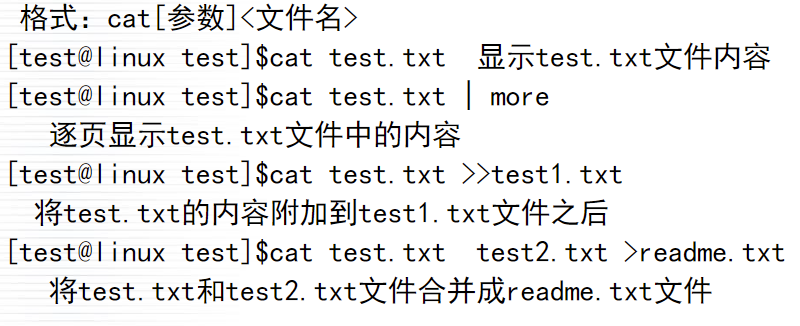 格式：cat[参数]<文件名>
[test@linux test]$cat test.txt  显示test.txt文件内容
[test@linux test]$cat test.txt | more
逐页显示test.txt文件中的内容
[test@linux test]$cat test.txt >>test1.txt
将test.txt的内容附加到test1.txt文件之后
[test@linux test]$cat test.txt  test2.txt >readme.txt
将test.txt和test2.txt文件合并成readme.txt文件